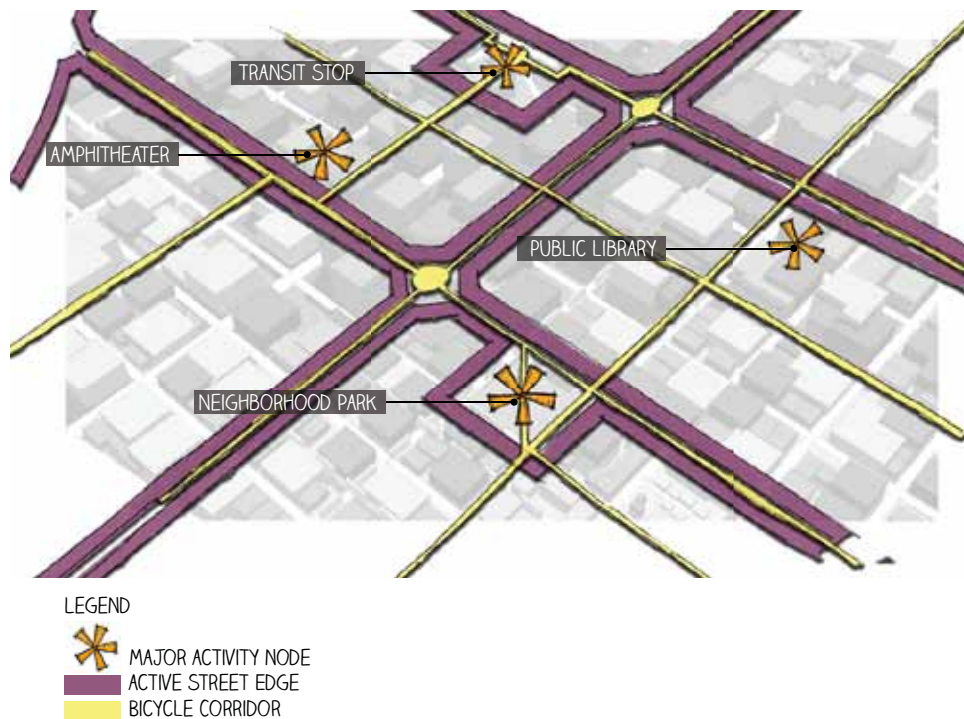 TRANSIT STOP
AMPHITHEATER
PUBLIC LIBRARY
NEIGHBORHOOD PARK
LEGEND
MAJOR ACTIVITY NODE
ACTIVE STREET EDGE
BICYCLE CORRIDOR